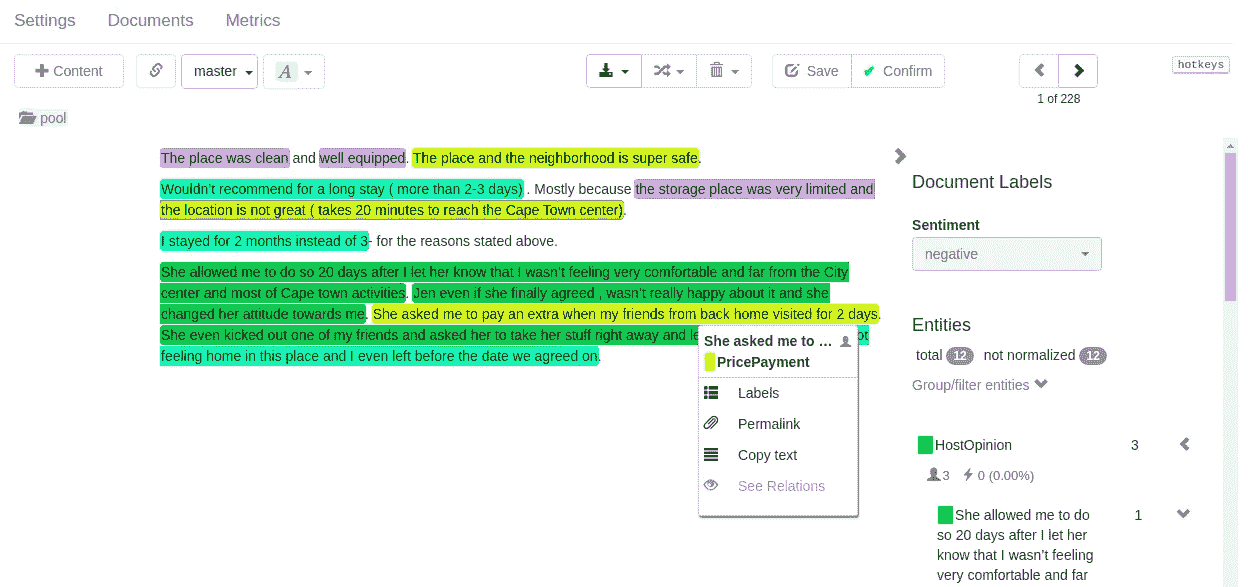 Settings Documents Metrics
Content master A Save Confirm hotkeys
1 of 228
pool
The place was clean and well equipped. The place and the neighborhood is super safe.
Wouldn't recommend for a long stay ( more than 2-3 days) . Mostly because the storage place was very limited and
the location is not great ( takes 20 minutes to reach the Cape Town center).
I stayed for 2 months instead of 3- for the reasons stated above.
She allowed me to do so 20 days after I let her know that I wasn't feeling very comfortable and far from the City
center and most of Cape town activities. Jen even if she finally agreed , wasn't really happy about it and she
changed her attitude towards me. She asked me to pay an extra when my friends from back home visited for 2 days.
She even kicked out one of my friends and asked her to take her stuff right away and
feeling home in this place and I even left before the date we agreed on.
She asked me to ...
PricePayment
Labels
Permalink
Copy text
See Relations
Document Labels
Sentiment
negative
Entities
total 12 not normalized 12
Group/filter entities
HostOpinion 3
3 0 (0.00%)
She allowed me to do 1
so 20 days after I let her
know that I wasn't feeling
very comfortable and far